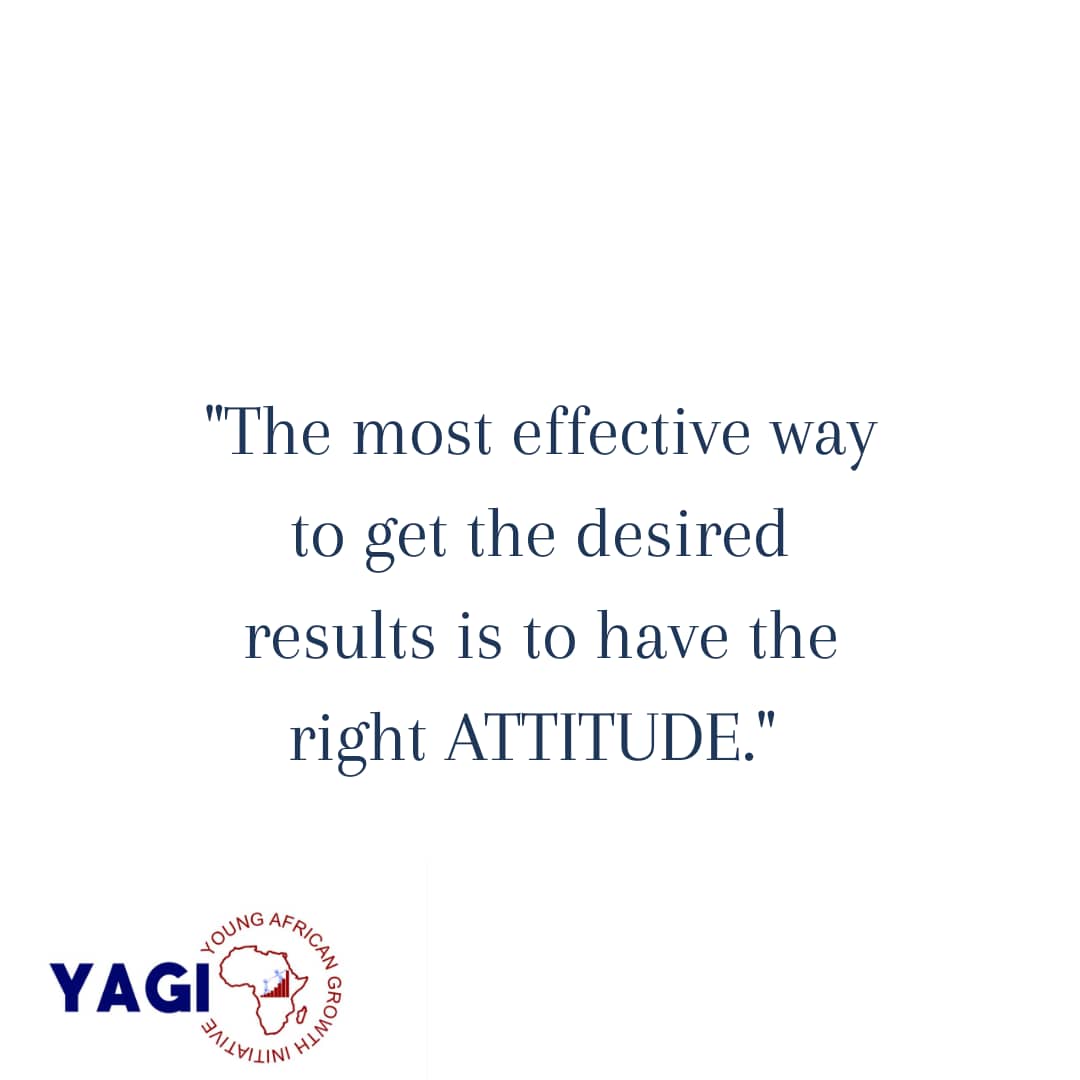 "The most effective way
to get the desired
results is to have the
right ATTITUDE."
YAGI
YOUNG AFRICAN GROWTH INITIATIVE